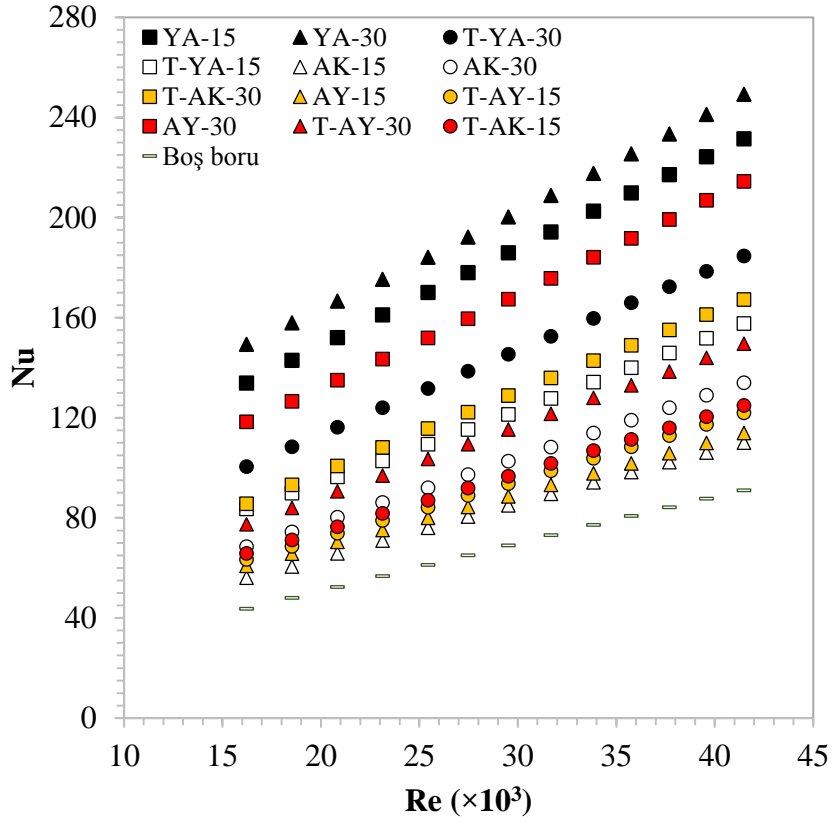 280
YA-15 YA-30 T-YA-30
T-YA-15 AK-15 AK-30
T-AK-30 AY-15 T-AY-15
AY-30 T-AY-30 T-AK-15
Boş boru
240
200
160
120
80
40
0
Nu
10 15 20 25 30 35 40 45
Re (×10³)